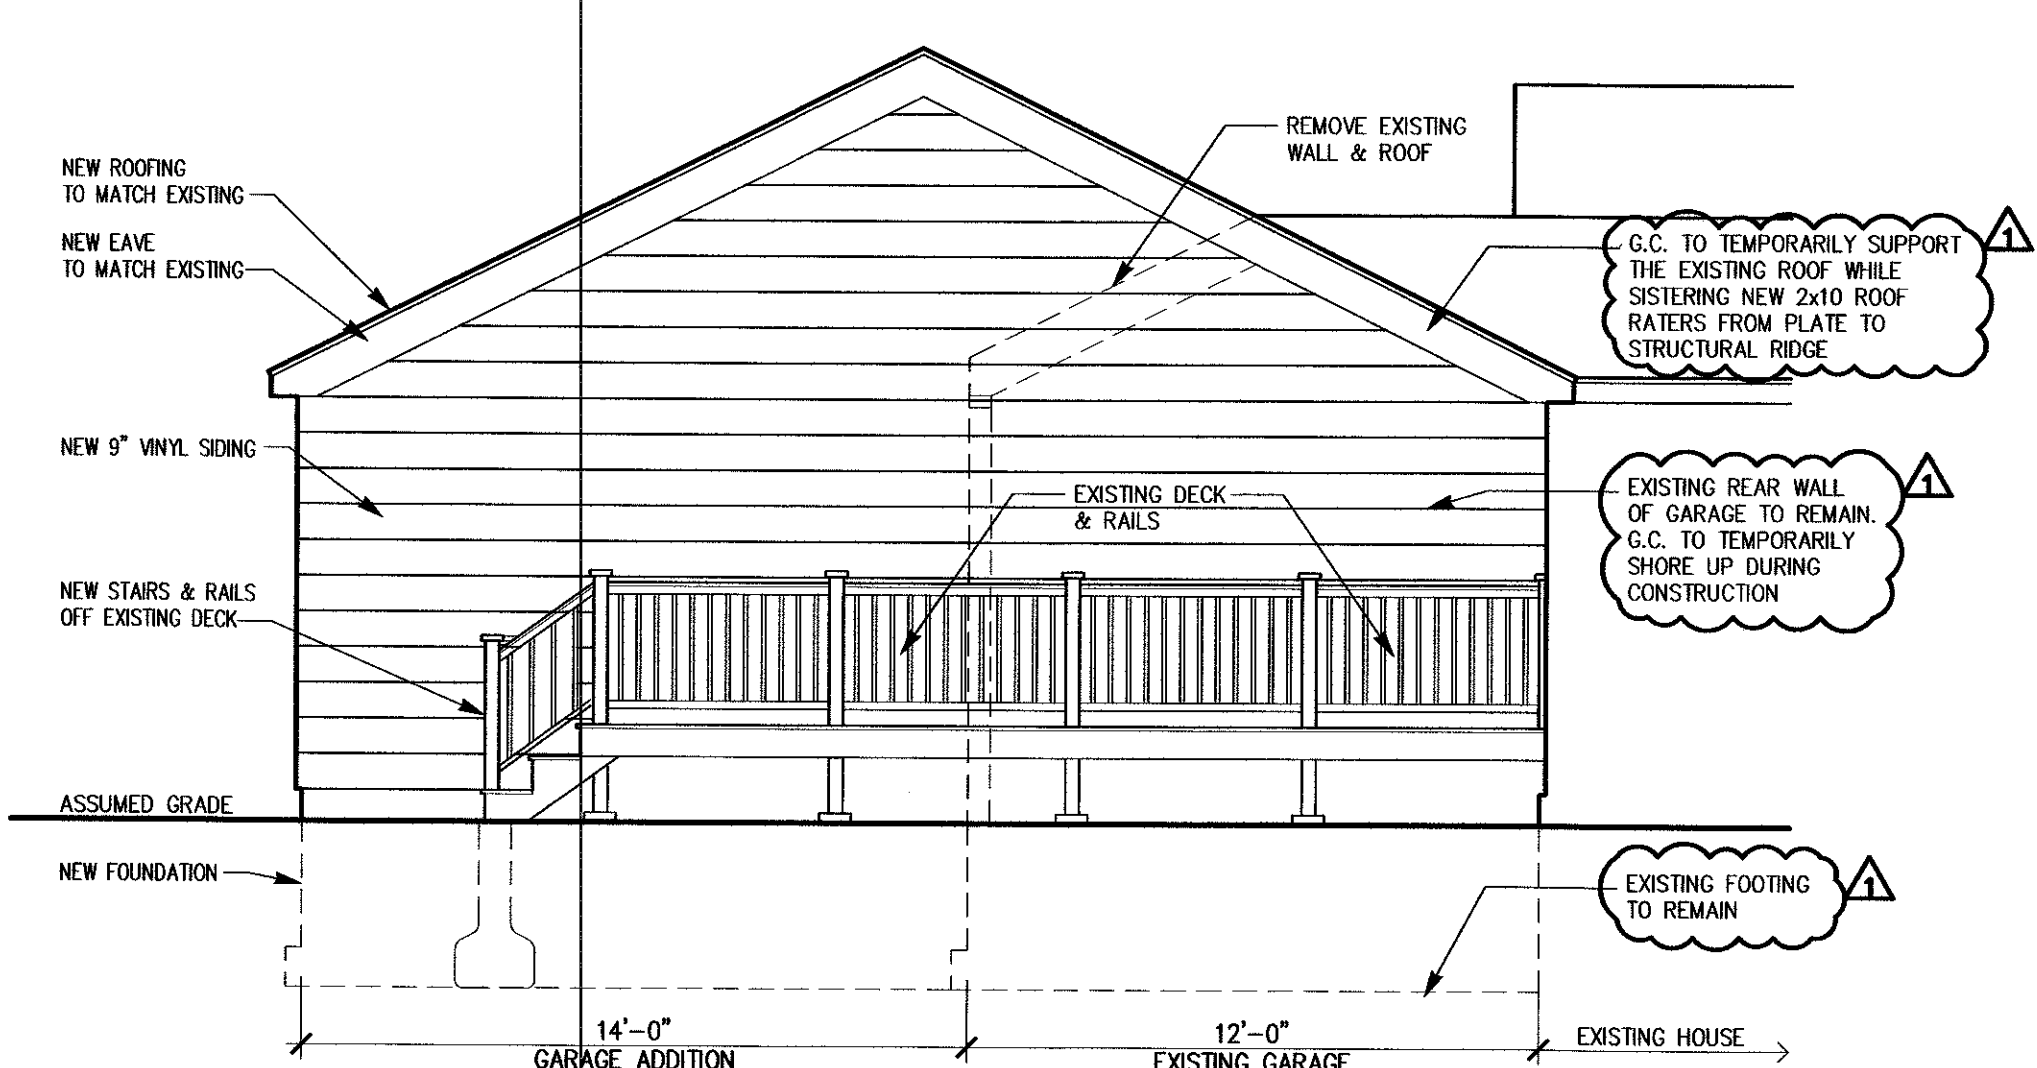 NEW ROOFING
TO MATCH EXISTING
NEW EAVE
TO MATCH EXISTING
NEW 9" VINYL SIDING
NEW STAIRS & RAILS
OFF EXISTING DECK
ASSUMED GRADE
NEW FOUNDATION
REMOVE EXISTING
WALL & ROOF
EXISTING DECK
& RAILS
G.C. TO TEMPORARILY SUPPORT
THE EXISTING ROOF WHILE
SISTERING NEW 2x10 ROOF
RATERS FROM PLATE TO
STRUCTURAL RIDGE
1
EXISTING REAR WALL
OF GARAGE TO REMAIN.
G.C. TO TEMPORARILY
SHORE UP DURING
CONSTRUCTION
1
EXISTING FOOTING
TO REMAIN
1
14'-0"
GARAGE ADDITION
12'-0"
EXISTING GARAGE
EXISTING HOUSE